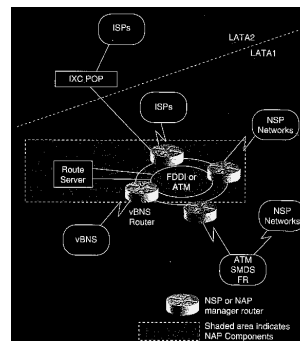 ISPs
LATA2
LATA1
IXC POP
ISPs
NSP
Networks
Route
Server
FDDI or
ATM
vBNS
vBNS
Router
NSP
Networks
ATM
SMDS
FR
NSP or NAP
manager router
Shaded area indicates
NAP Components